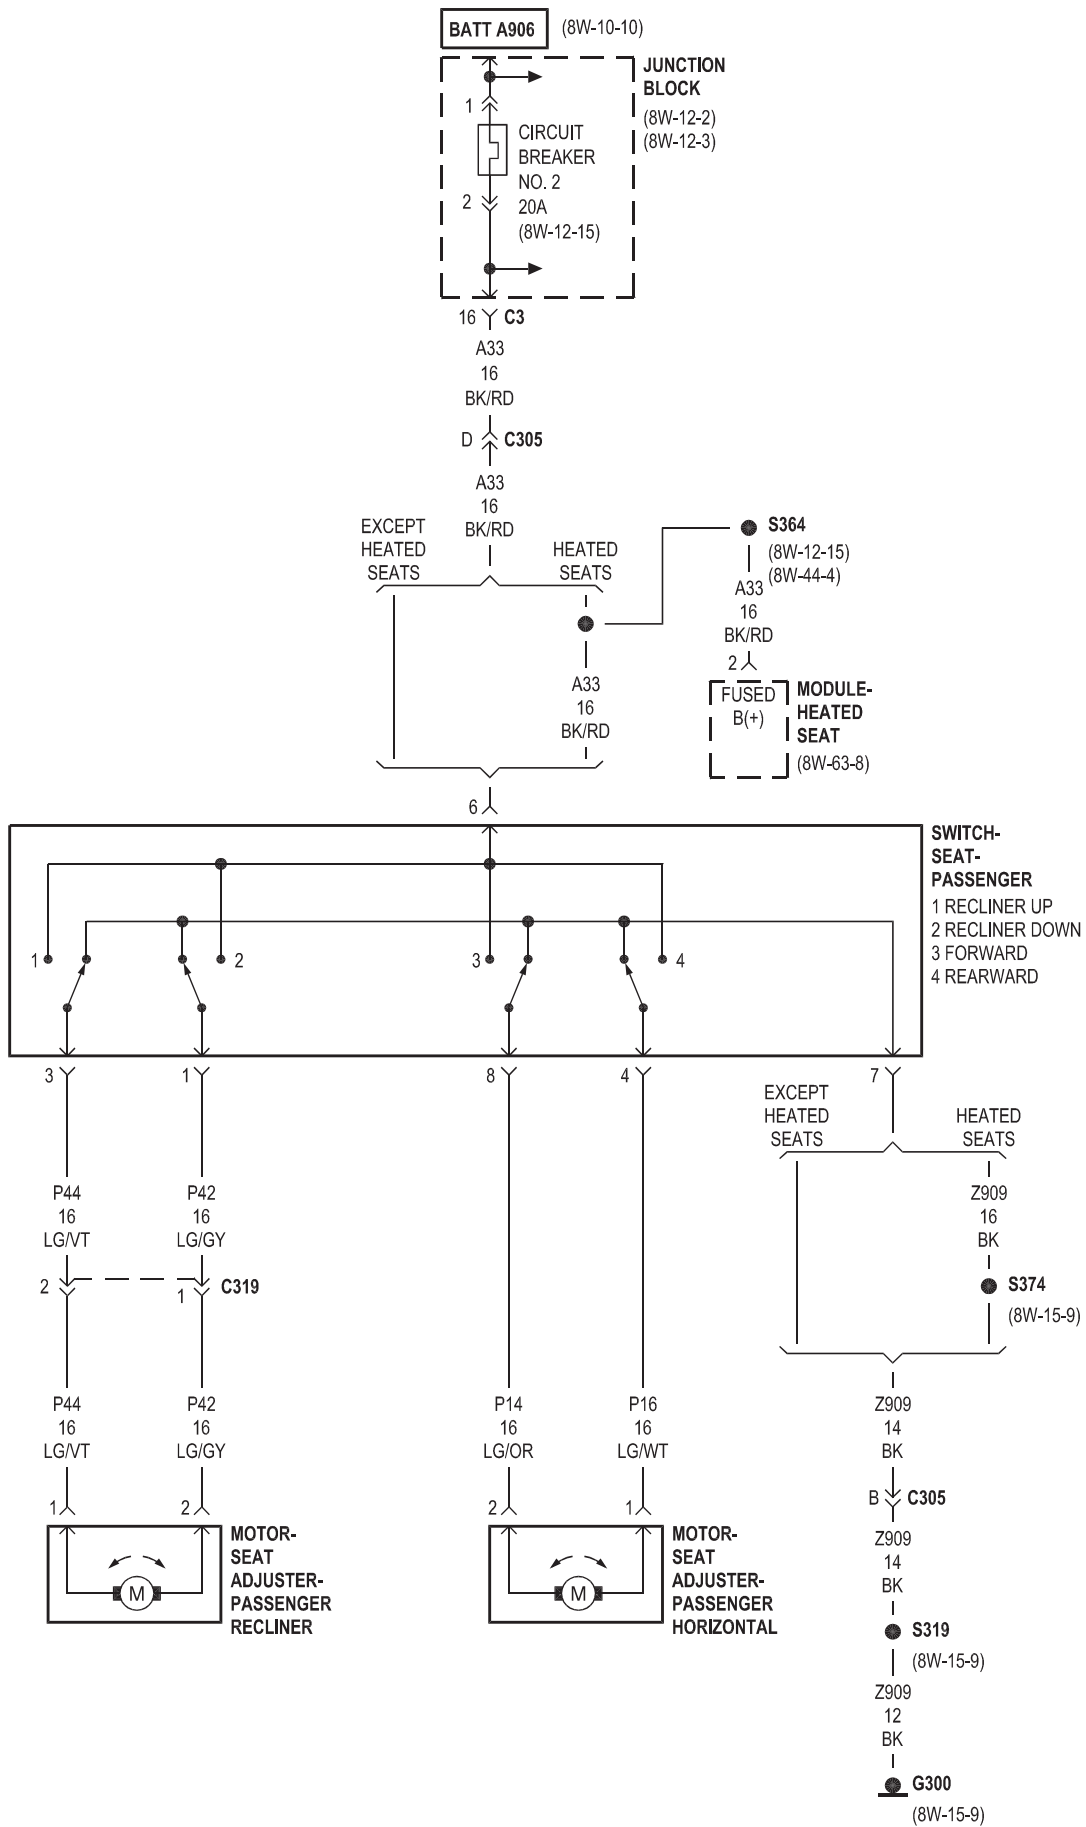 BATT A906 (8W-10-10)
JUNCTION
BLOCK
(8W-12-2)
(8W-12-3)
1
CIRCUIT
BREAKER
NO. 2
20A
(8W-12-15)
2
16 C3
A33
16
BK/RD
D C305
A33
16
BK/RD
EXCEPT
HEATED
SEATS
HEATED
SEATS
S364
(8W-12-15)
(8W-44-4)
A33
16
BK/RD
2
FUSED
B(+)
MODULE-
HEATED
SEAT
(8W-63-8)
A33
16
BK/RD
6
SWITCH-
SEAT-
PASSENGER
1 RECLINER UP
2 RECLINER DOWN
3 FORWARD
4 REARWARD
1 2 3 4
3 1 8 4 7
EXCEPT
HEATED
SEATS
HEATED
SEATS
P44
16
LG/VT
P42
16
LG/GY
Z909
16
BK
2 1 C319
S374
(8W-15-9)
P44
16
LG/VT
P42
16
LG/GY
P14
16
LG/OR
P16
16
LG/WT
Z909
14
BK
1 2 2 1
B C305
MOTOR-
SEAT
ADJUSTER-
PASSENGER
RECLINER
M
MOTOR-
SEAT
ADJUSTER-
PASSENGER
HORIZONTAL
M
Z909
14
BK
S319
(8W-15-9)
Z909
12
BK
G300
(8W-15-9)